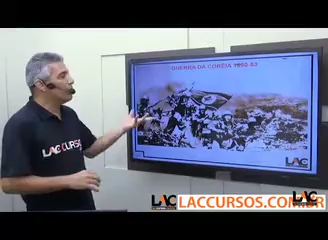 GUERRA DA CORÉIA 1950-53
LAC CURSOS
LAC
LAC
LACCURSOS.COM.BR
LAC